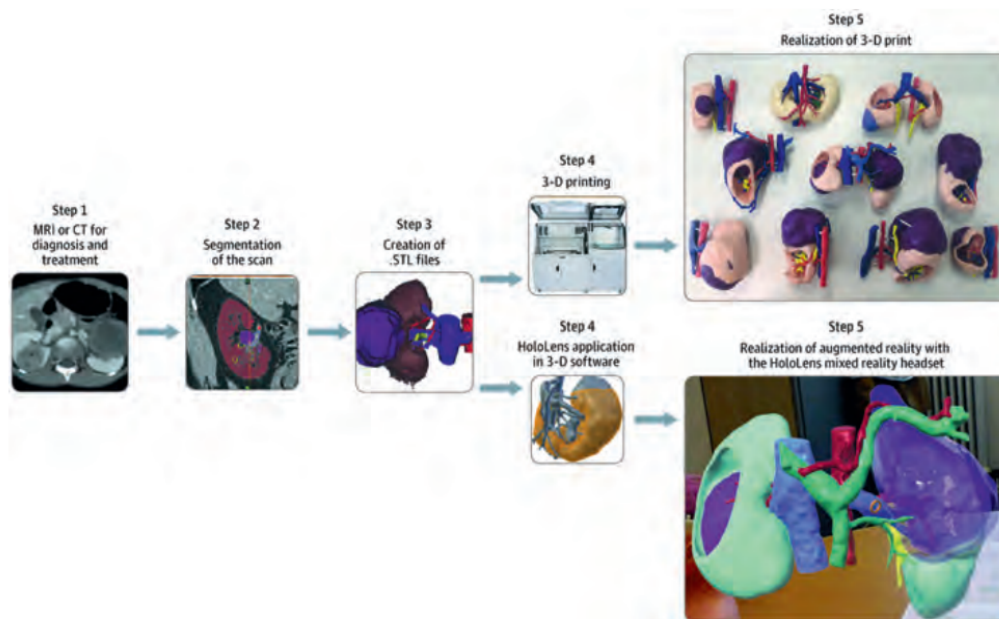 Step 1
MRI or CT for
diagnosis and
treatment
Step 2
Segmentation
of the scan
Step 3
Creation of
.STL files
Step 4
3-D printing
Step 5
Realization of 3-D print
Step 4
HoloLens application
in 3-D software
Step 5
Realization of augmented reality with
the HoloLens mixed reality headset